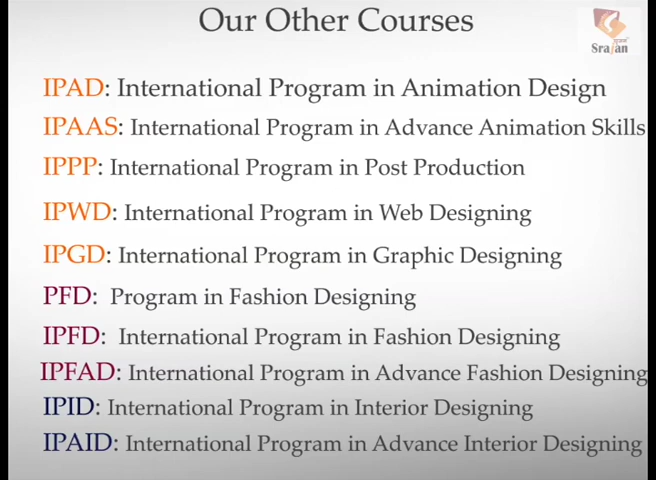 Our Other Courses
Srajan
IPAD: International Program in Animation Design
IPAAS: International Program in Advance Animation Skills
IPPP: International Program in Post Production
IPWD: International Program in Web Designing
IPGD: International Program in Graphic Designing
PFD: Program in Fashion Designing
IPFD: International Program in Fashion Designing
IPFAD: International Program in Advance Fashion Designing
IPID: International Program in Interior Designing
IPAID: International Program in Advance Interior Designing